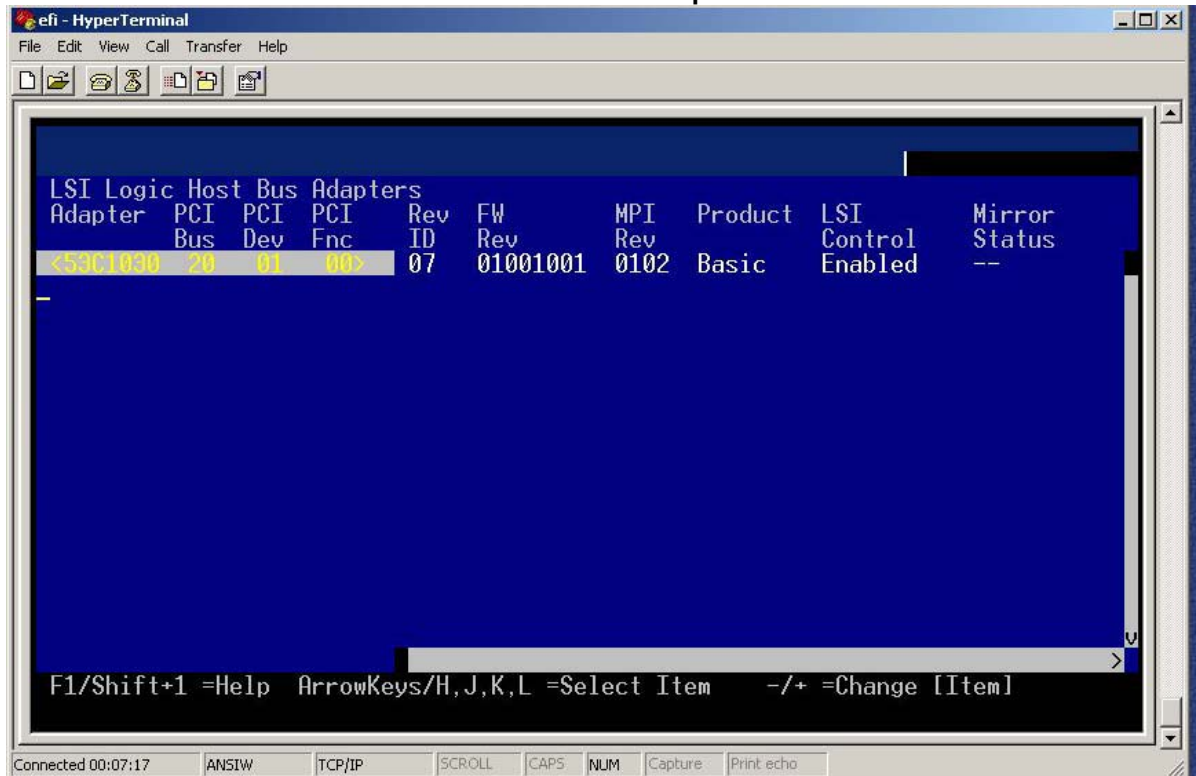 efi - HyperTerminal
File Edit View Call Transfer Help
LSI Logic Host Bus Adapters
Adapter PCI PCI PCI Rev FW MPI Product LSI Mirror
Bus Dev Fnc ID Rev Rev Control Status
<53C1030 20 01 00> 07 01001001 0102 Basic Enabled --
F1/Shift+1 =Help ArrowKeys/H,J,K,L =Select Item -/+ =Change [Item]
Connected 00:07:17 ANSIW TCP/IP SCROLL CAPS NUM Capture Print echo